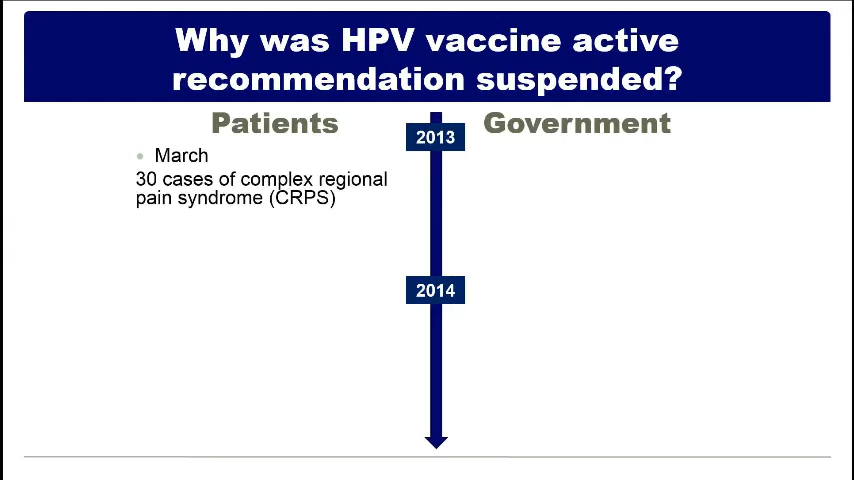 Why was HPV vaccine active
recommendation suspended?
Patients
2013
Government
• March
30 cases of complex regional
pain syndrome (CRPS)
2014